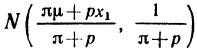 N((πμ + px₁)/(π + p), 1/(π + p))